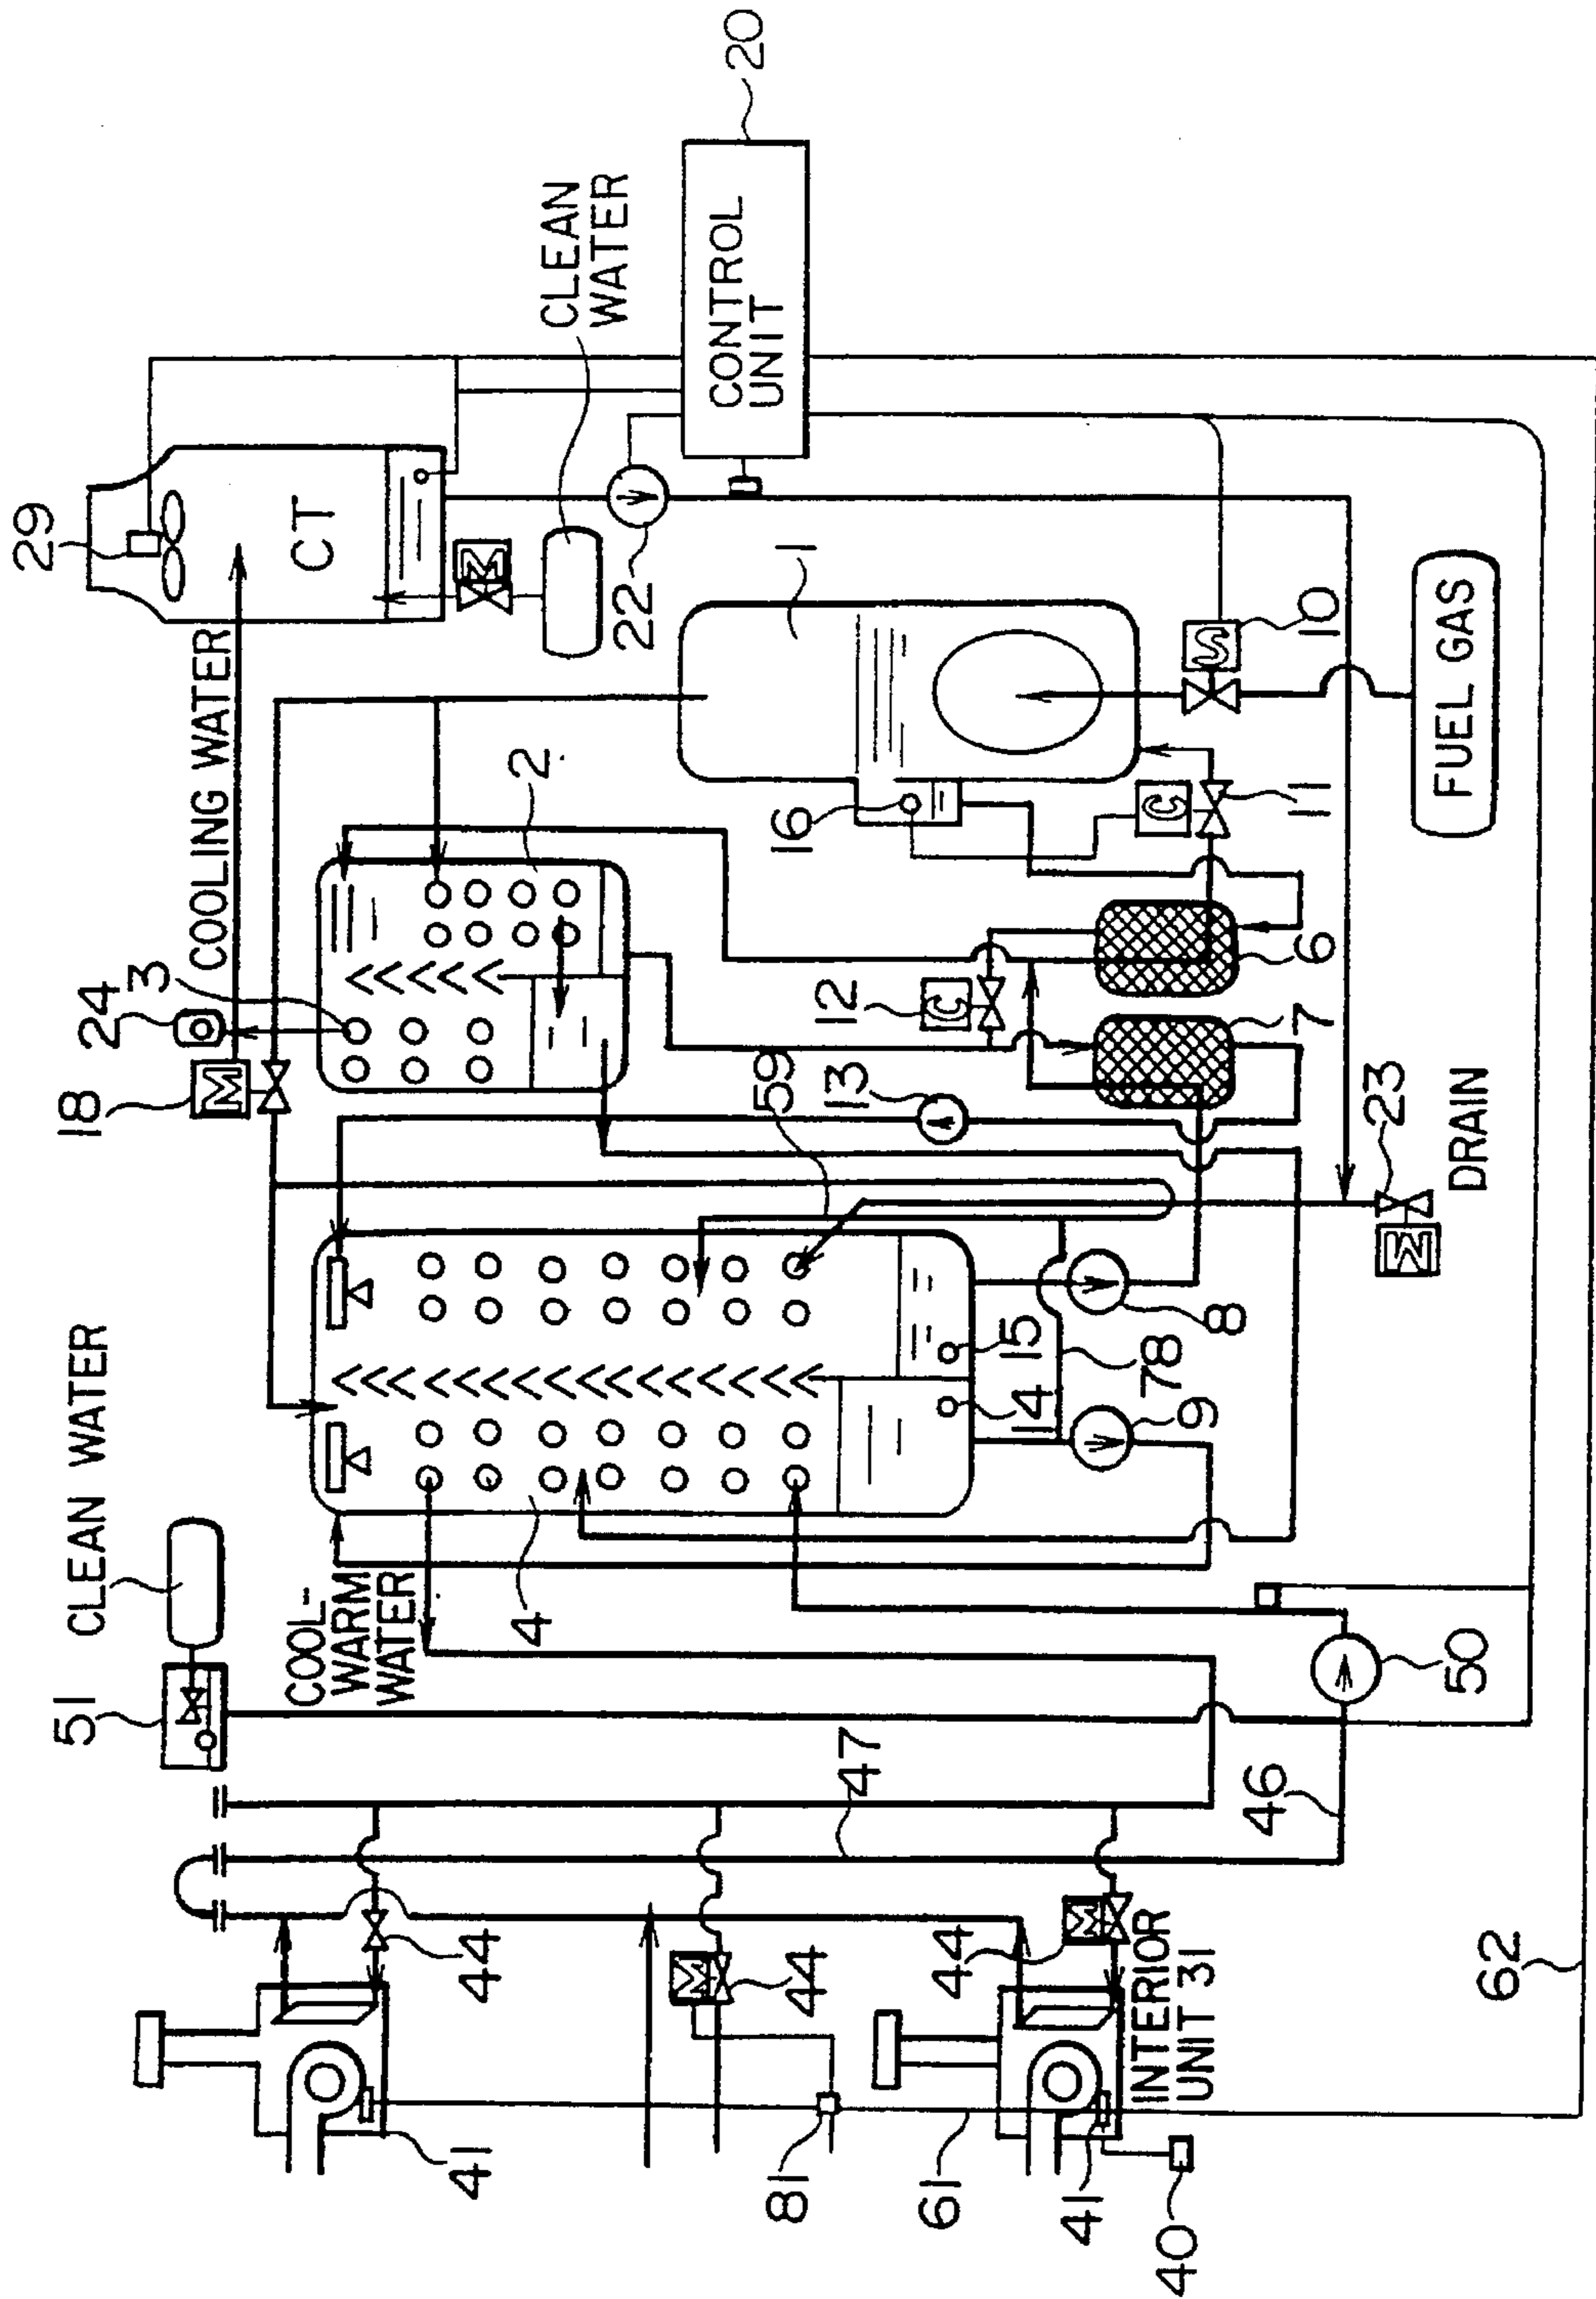 20
29
CT
M
CLEAN
WATER
22
CONTROL
UNIT
1
COOLING WATER
2
3
24
M
18
16
C
11
S
10
FUEL GAS
12
C
6
7
13
59
23
M
DRAIN
8
15
14
78
9
4
CLEAN WATER
51
COOL-
WARM
WATER
50
47
46
44
M
44
M
44
INTERIOR
UNIT 31
62
41
81
61
41
40